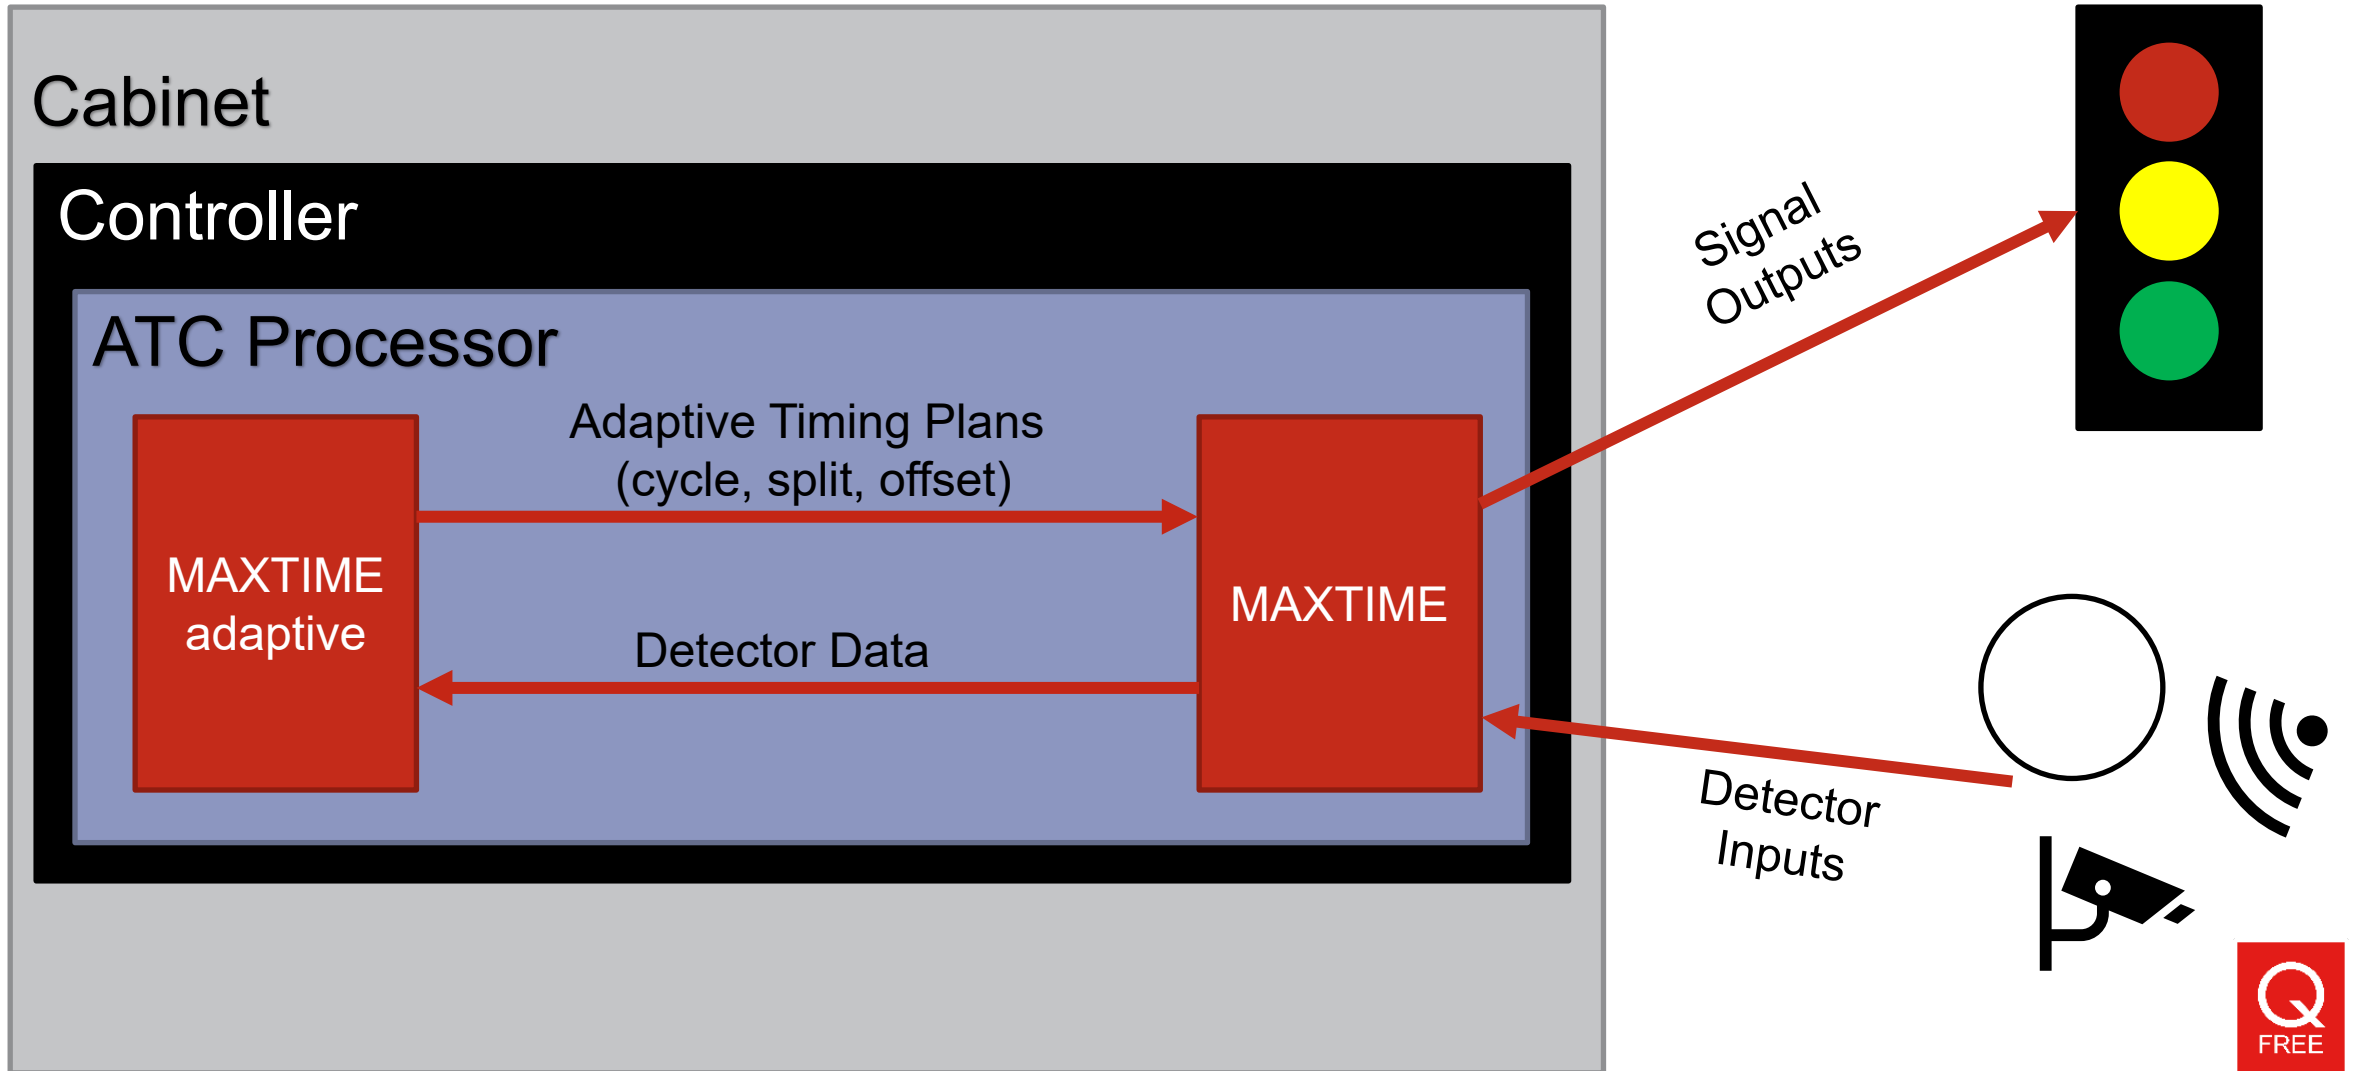 Cabinet
Controller
ATC Processor
Adaptive Timing Plans
(cycle, split, offset)
MAXTIME
adaptive
Detector Data
MAXTIME
Signal
Outputs
Detector
Inputs
Q
FREE